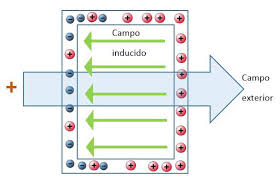 Campo
inducido
+
Campo
exterior